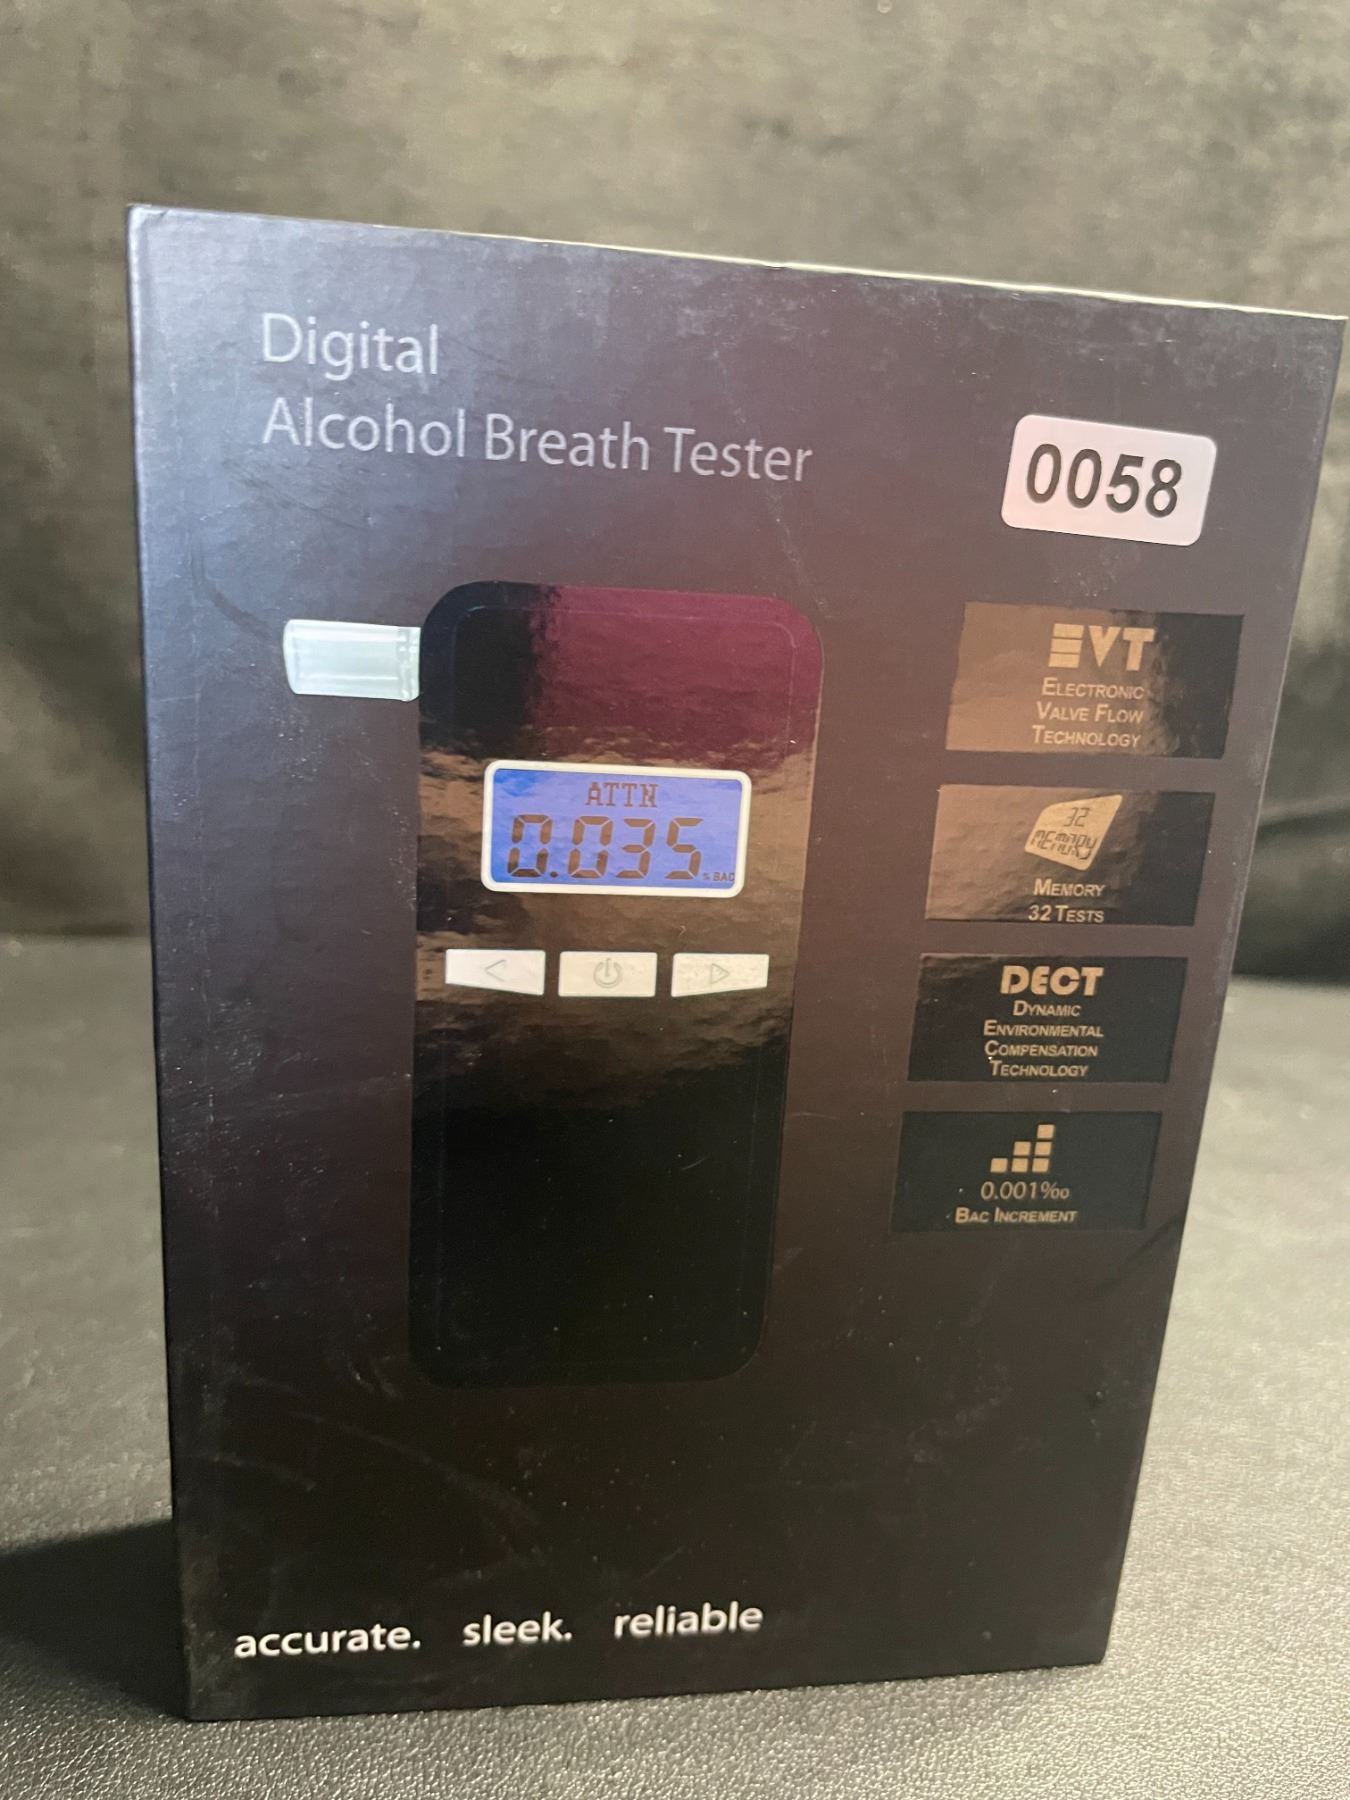 Digital
Alcohol Breath Tester
0058
ATTN
0.035 % BAC
EVT
ELECTRONIC
VALVE FLOW
TECHNOLOGY
32
MEMORY
MEMORY
32 TESTS
DECT
DYNAMIC
ENVIRONMENTAL
COMPENSATION
TECHNOLOGY
0.001‰
BAC INCREMENT
accurate. sleek. reliable